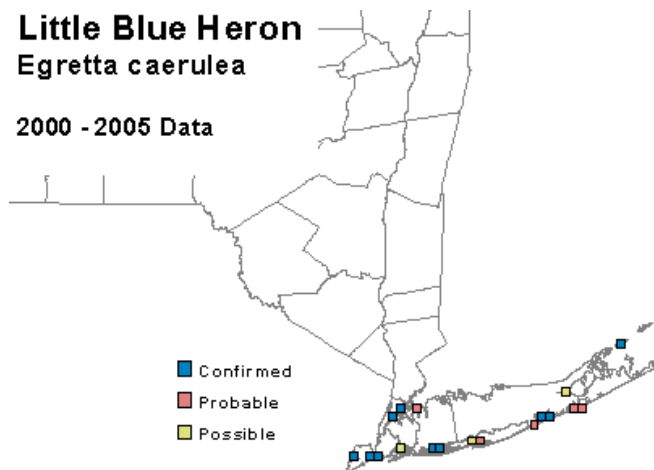 Little Blue Heron
Egretta caerulea
2000 - 2005 Data
Confirmed
Probable
Possible